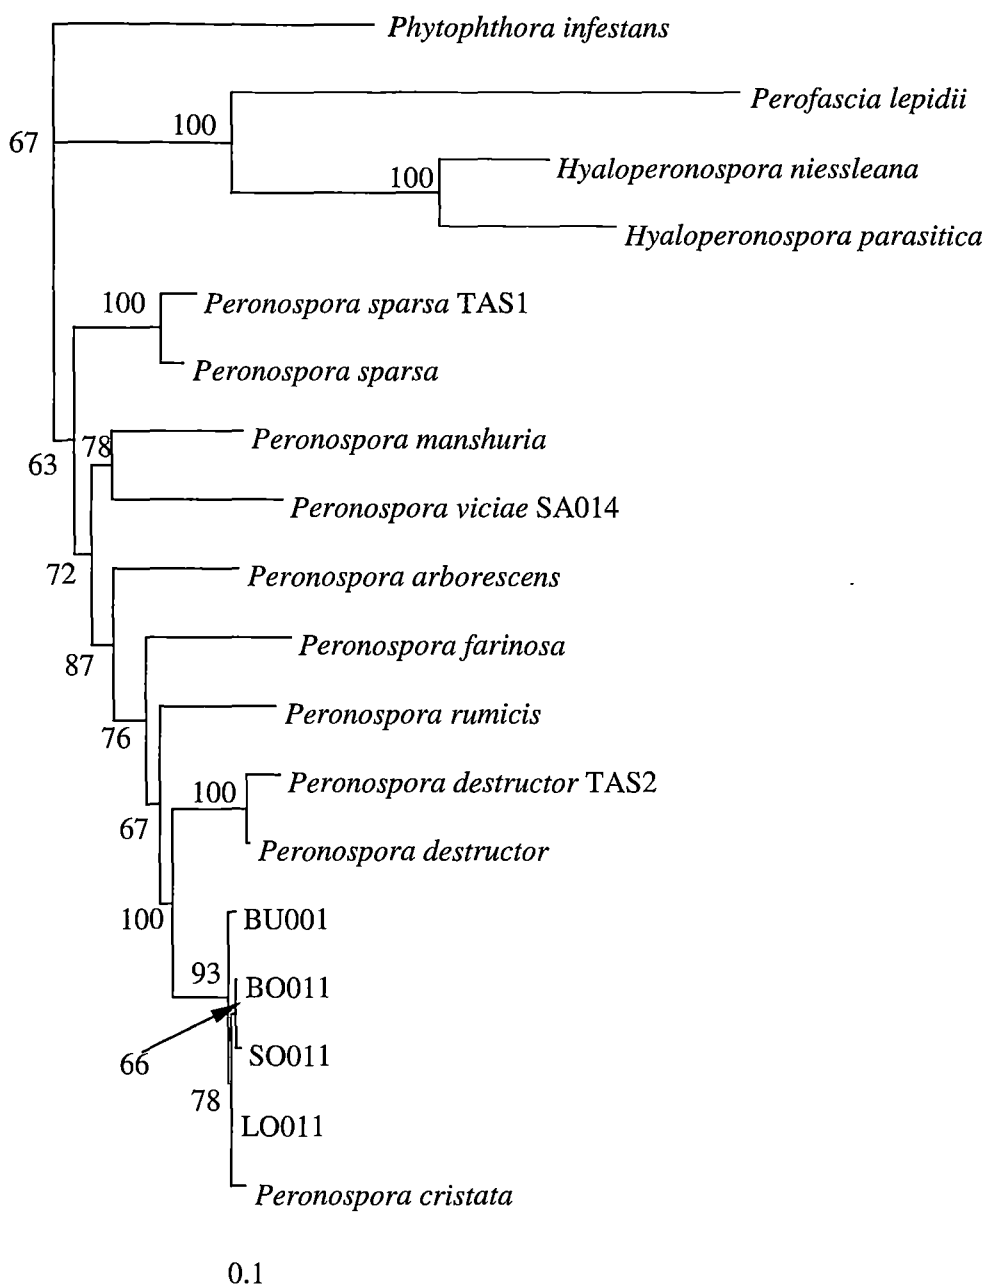 Phytophthora infestans
Perofascia lepidii
100
67
Hyaloperonospora niessleana
100
Hyaloperonospora parasitica
100
Peronospora sparsa TAS1
Peronospora sparsa
Peronospora manshuria
78
63
Peronospora viciae SA014
72
Peronospora arborescens
Peronospora farinosa
87
Peronospora rumicis
76
Peronospora destructor TAS2
100
67
Peronospora destructor
100
BU001
93
BO011
66
SO011
78
LO011
Peronospora cristata
0.1